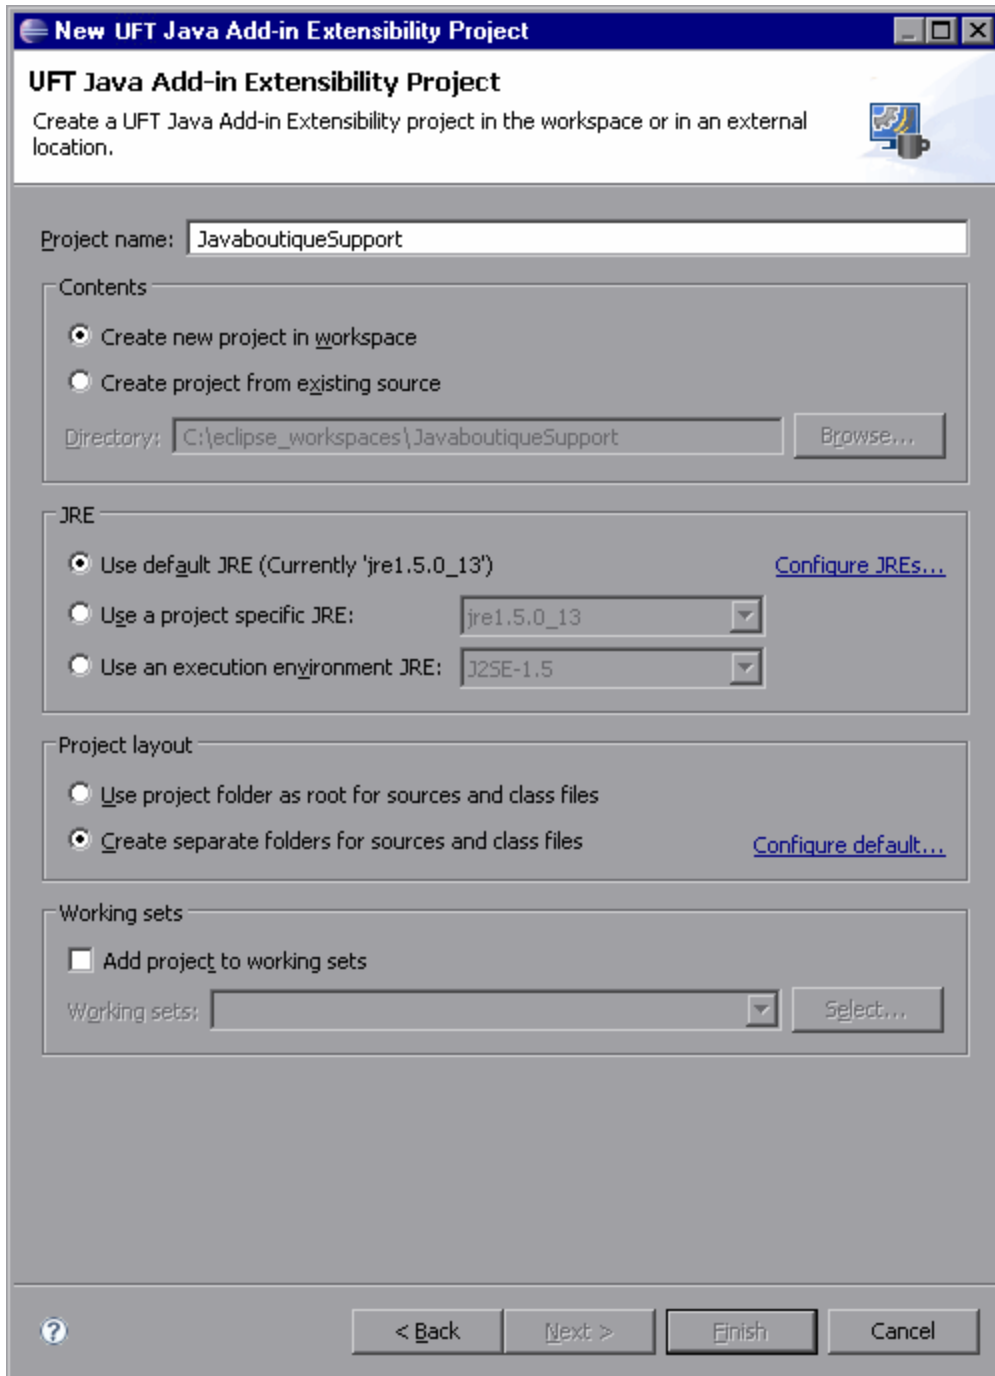 New UFT Java Add-in Extensibility Project
UFT Java Add-in Extensibility Project
Create a UFT Java Add-in Extensibility project in the workspace or in an external
location.
Project name: JavaboutiqueSupport
Contents
Create new project in workspace
Create project from existing source
Directory: C:\eclipse_workspaces\JavaboutiqueSupport Browse...
JRE
Use default JRE (Currently 'jre1.5.0_13') Configure JREs...
Use a project specific JRE: jre1.5.0_13
Use an execution environment JRE: J2SE-1.5
Project layout
Use project folder as root for sources and class files
Create separate folders for sources and class files Configure default...
Working sets
Add project to working sets
Working sets: Select...
? < Back Next > Finish Cancel